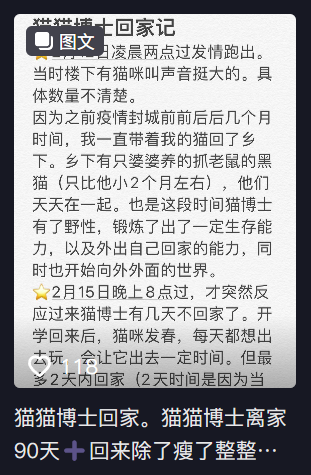 猫猫博士回家记
图文
凌晨两点过发情跑出。
当时楼下有猫咪叫声音挺大的。具
体数量不清楚。
因为之前疫情封城前前后后几个月
时间，我一直带着我的猫回了乡
下。乡下有只婆婆养的抓老鼠的黑
猫（只比他小2个月左右），他们
天天在一起。也是这段时间猫博士
有了野性，锻炼了出了一定生存能
力，以及外出自己回家的能力，同
时也开始向外外面的世界。
⭐2月15日晚上8点过，才突然反
应过来猫博士有几天不回家了。开
学回来后，猫咪发春，每天都想出
去玩，会让它出去一定时间。但最
118
多2天内回家（2天时间是因为当
猫猫博士回家。猫猫博士离家
90天➕回来除了瘦了整整…